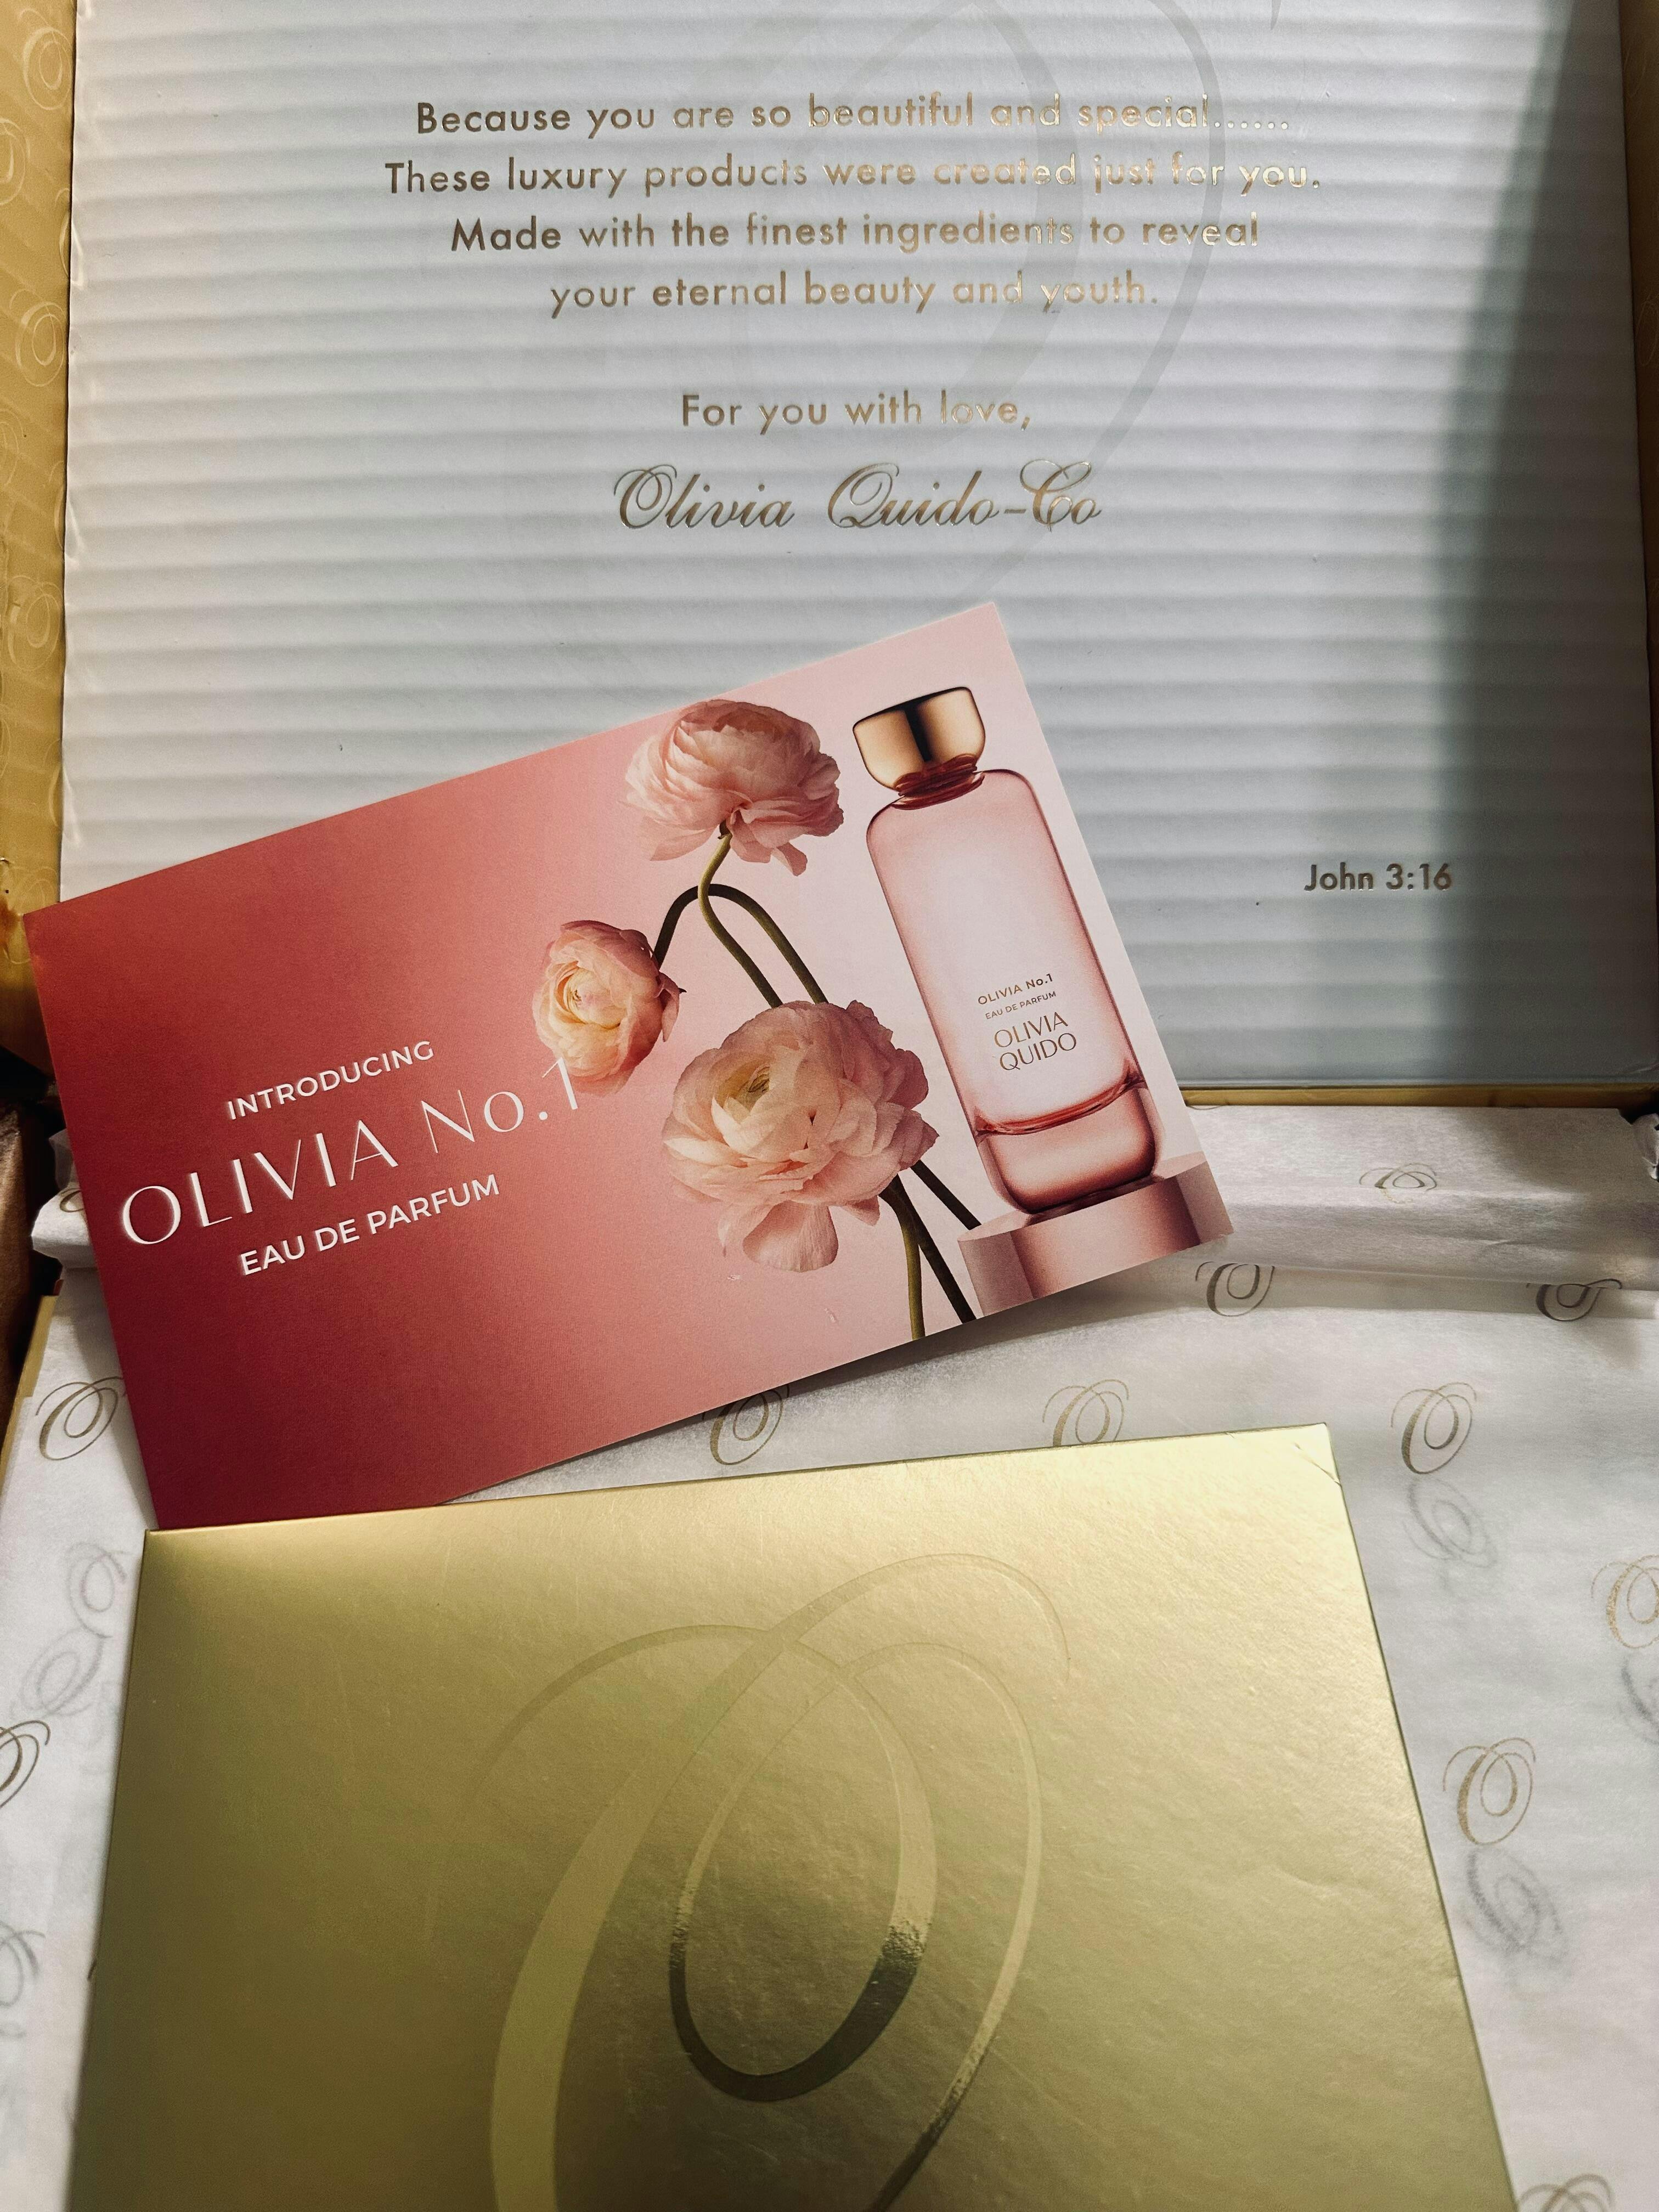 Because you are so beautiful and special......
These luxury products were created just for you.
Made with the finest ingredients to reveal
your eternal beauty and youth.
For you with love,
Olivia Quido-Co
John 3:16
INTRODUCING
OLIVIA No.1
EAU DE PARFUM
OLIVIA No.1
EAU DE PARFUM
OLIVIA
QUIDO